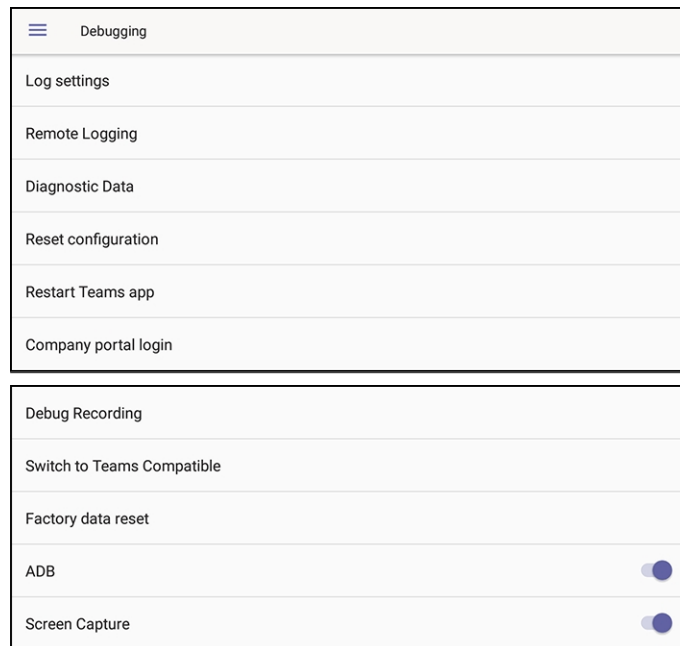 Debugging
Log settings
Remote Logging
Diagnostic Data
Reset configuration
Restart Teams app
Company portal login
Debug Recording
Switch to Teams Compatible
Factory data reset
ADB
Screen Capture